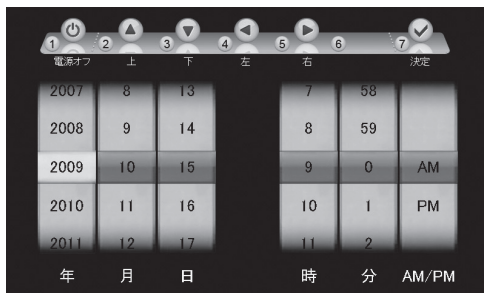 1 2 3 4 5 6 7
電源オフ 上 下 左 右 決定
2007 8 13 7 58
2008 9 14 8 59
2009 10 15 9 0 AM
2010 11 16 10 1 PM
2011 12 17 11 2
年 月 日 時 分 AM/PM